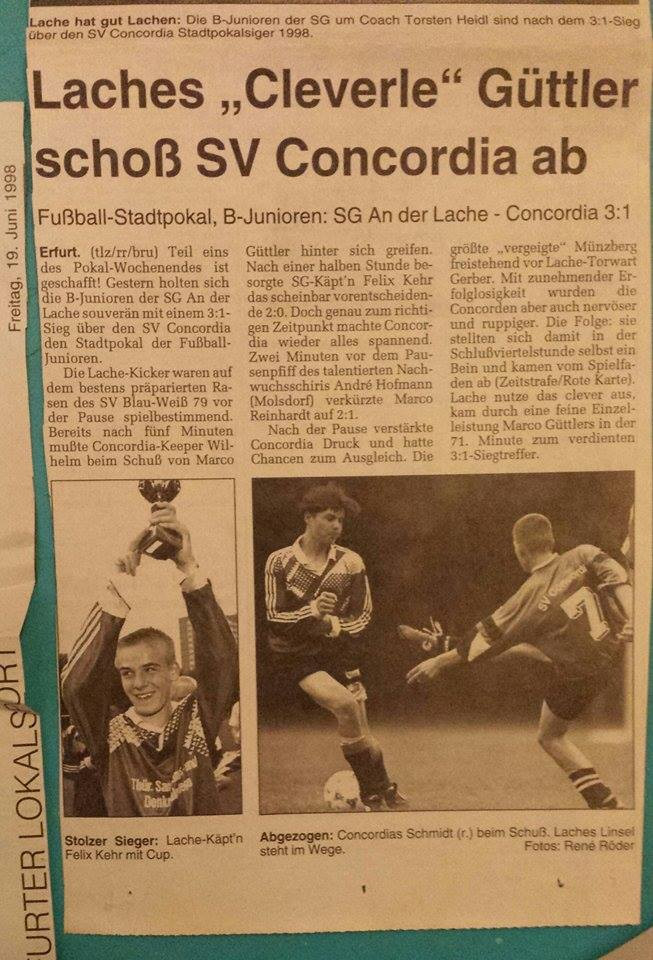 Lache hat gut Lachen: Die B-Junioren der SG um Coach Torsten Heidl sind nach dem 3:1-Sieg
über den SV Concordia Stadtpokalsiger 1998.
Laches „Cleverle“ Güttler
schoß SV Concordia ab
Fußball-Stadtpokal, B-Junioren: SG An der Lache - Concordia 3:1
Erfurt. (tlz/rr/bru) Teil eins
des Pokal-Wochenendes ist
geschafft! Gestern holten sich
die B-Junioren der SG An der
Lache souverän mit einem 3:1-
Sieg über den SV Concordia
den Stadtpokal der Fußball-
Junioren.
Die Lache-Kicker waren auf
dem bestens präparierten Ra-
sen des SV Blau-Weiß 79 vor
der Pause spielbestimmend.
Bereits nach fünf Minuten
mußte Concordia-Keeper Wil-
helm beim Schuß von Marco
Güttler hinter sich greifen.
Nach einer halben Stunde be-
sorgte SG-Käpt'n Felix Kehr
das scheinbar vorentscheiden-
de 2:0. Doch genau zum richti-
gen Zeitpunkt machte Concor-
dia wieder alles spannend.
Zwei Minuten vor dem Pau-
senpfiff des talentierten Nach-
wuchsschiris André Hofmann
(Molsdorf) verkürzte Marco
Reinhardt auf 2:1.
Nach der Pause verstärkte
Concordia Druck und hatte
Chancen zum Ausgleich. Die
größte „vergeigte“ Münzberg
freistehend vor Lache-Torwart
Gerber. Mit zunehmender Er-
folglosigkeit wurden die
Concorden aber auch nervöser
und ruppiger. Die Folge: sie
stellten sich damit in der
Schlußviertelstunde selbst ein
Bein und kamen vom Spielfa-
den ab (Zeitstrafe/Rote Karte).
Lache nutze das clever aus,
kam durch eine feine Einzel-
leistung Marco Güttlers in der
71. Minute zum verdienten
3:1-Siegtreffer.
Stolzer Sieger: Lache-Käpt'n
Felix Kehr mit Cup.
Abgezogen: Concordias Schmidt (r.) beim Schuß. Laches Linsel
steht im Wege.
Fotos: René Röder
Freitag, 19. Juni 1998
URTER LOKALSPORT
SV Concordia
7
Thür.